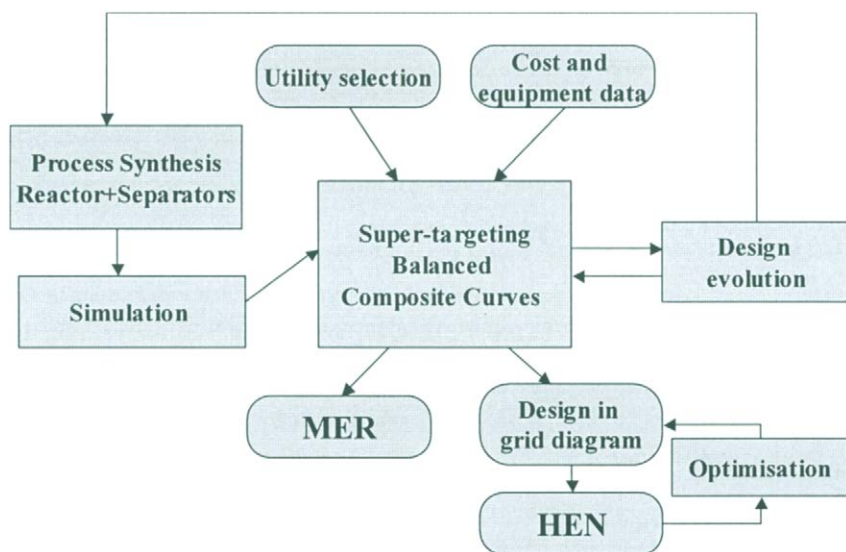 Utility selection
Cost and
equipment data
Process Synthesis
Reactor+Separators
Super-targeting
Balanced
Composite Curves
Design
evolution
Simulation
MER
Design in
grid diagram
Optimisation
HEN